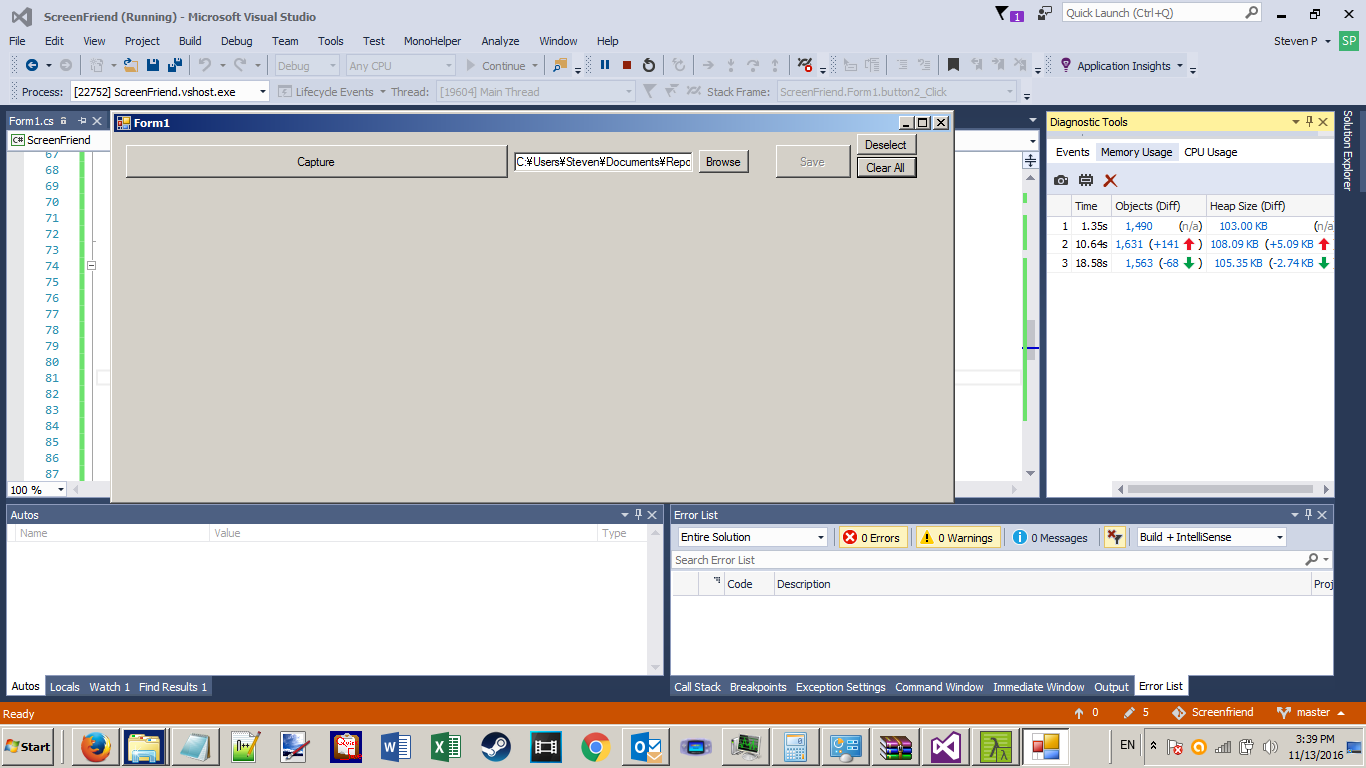 ScreenFriend (Running) - Microsoft Visual Studio
1
Quick Launch (Ctrl+Q)
File Edit View Project Build Debug Team Tools Test MonoHelper Analyze Window Help
Steven P
SP
Debug Any CPU Continue Application Insights
Process: [22752] ScreenFriend.vshost.exe Lifecycle Events Thread: [19604] Main Thread Stack Frame: ScreenFriend.Form1.button2_Click
Form1.cs
C# ScreenFriend
67
68
69
70
71
72
73
74
75
76
77
78
79
80
81
82
83
84
85
86
87
100 %
Form1
Capture
C:¥Users¥Steven¥Documents¥Repo
Browse
Save
Deselect
Clear All
Diagnostic Tools
Events Memory Usage CPU Usage
Time Objects (Diff) Heap Size (Diff)
1 1.35s 1,490 (n/a) 103.00 KB (n/a
2 10.64s 1,631 (+141 ) 108.09 KB (+5.09 KB
3 18.58s 1,563 (-68 ) 105.35 KB (-2.74 KB
Solution Explorer
Autos
Name Value Type
Autos Locals Watch 1 Find Results 1
Error List
Entire Solution 0 Errors 0 Warnings 0 Messages Build + IntelliSense
Search Error List
Code Description Proj
Call Stack Breakpoints Exception Settings Command Window Immediate Window Output Error List
Ready
0 5 Screenfriend master
Start
EN
3:39 PM
11/13/2016